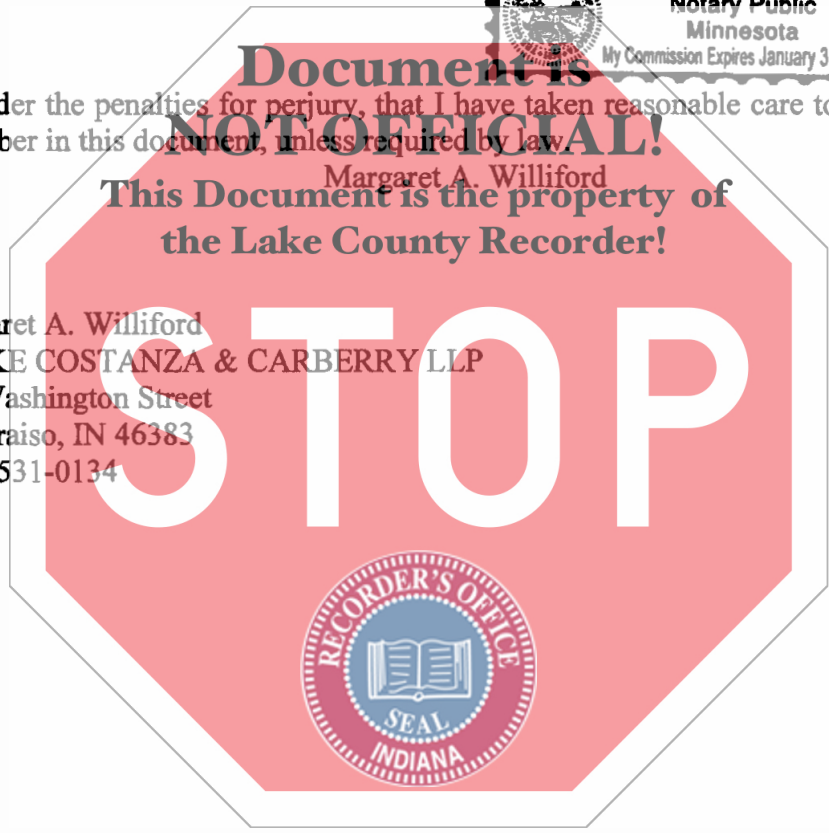 Notary Public
Minnesota
My Commission Expires January 3
Document is
der the penalties for perjury, that I have taken reasonable care to
NOT OFFICIAL!
ber in this document, unless required by law.
Margaret A. Williford
This Document is the property of
the Lake County Recorder!
ret A. Williford
KE COSTANZA & CARBERRY LLP
Washington Street
raiso, IN 46383
531-0134
STOP
RECORDER'S OFFICE
SEAL
INDIANA